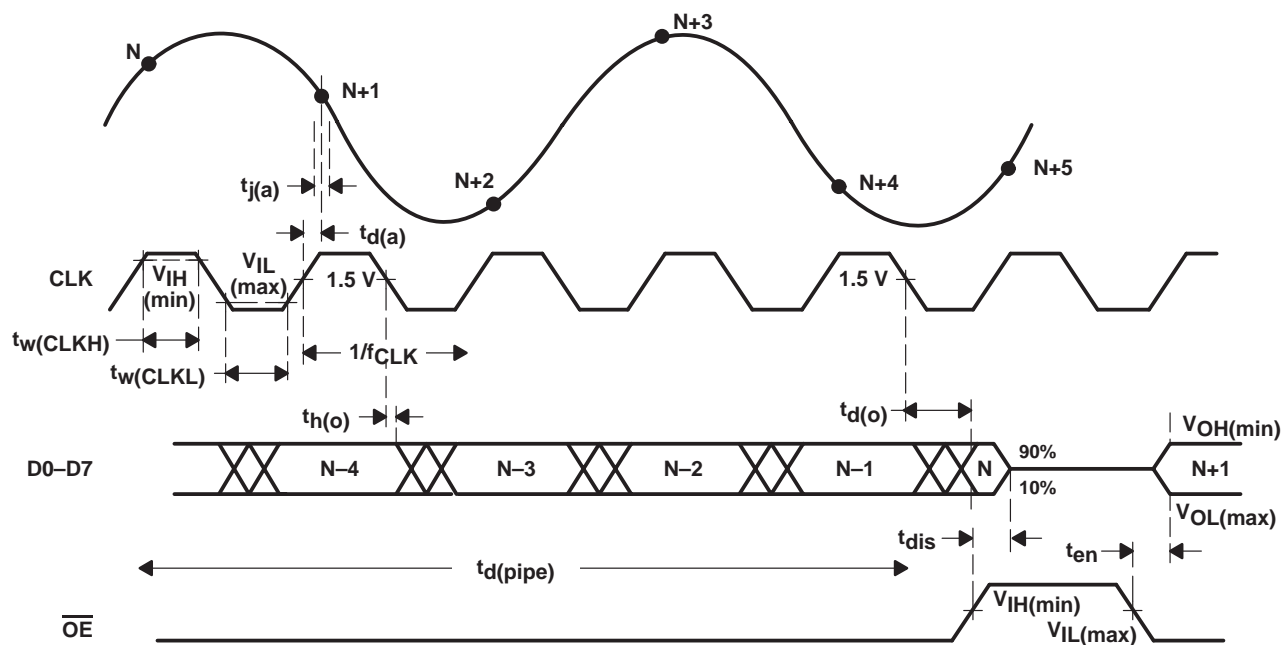 N+3
N
N+1
N+2
N+4
N+5
tj(a)
td(a)
CLK
VIH
(min)
VIL
(max)
1.5 V
1.5 V
tw(CLKH)
tw(CLKL)
1/fCLK
th(o)
td(o)
VOH(min)
D0–D7
N–4
N–3
N–2
N–1
N
90%
10%
N+1
VOL(max)
tdis
ten
td(pipe)
OE
VIH(min)
VIL(max)